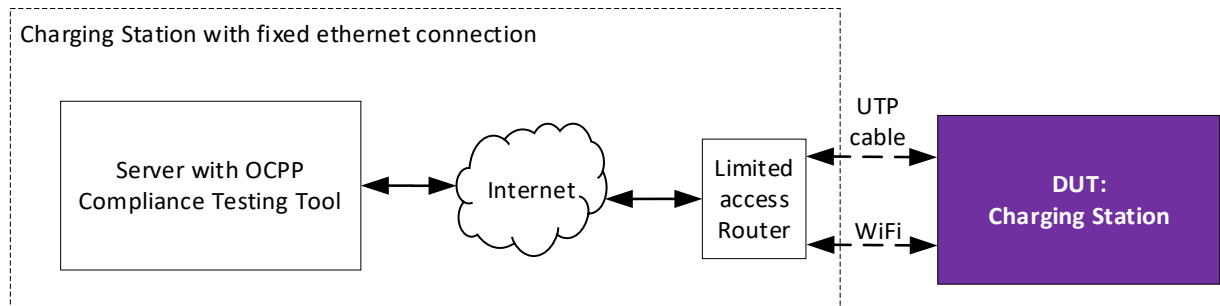 Charging Station with fixed ethernet connection
Server with OCPP
Compliance Testing Tool
Internet
Limited
access
Router
UTP
cable
WiFi
DUT:
Charging Station